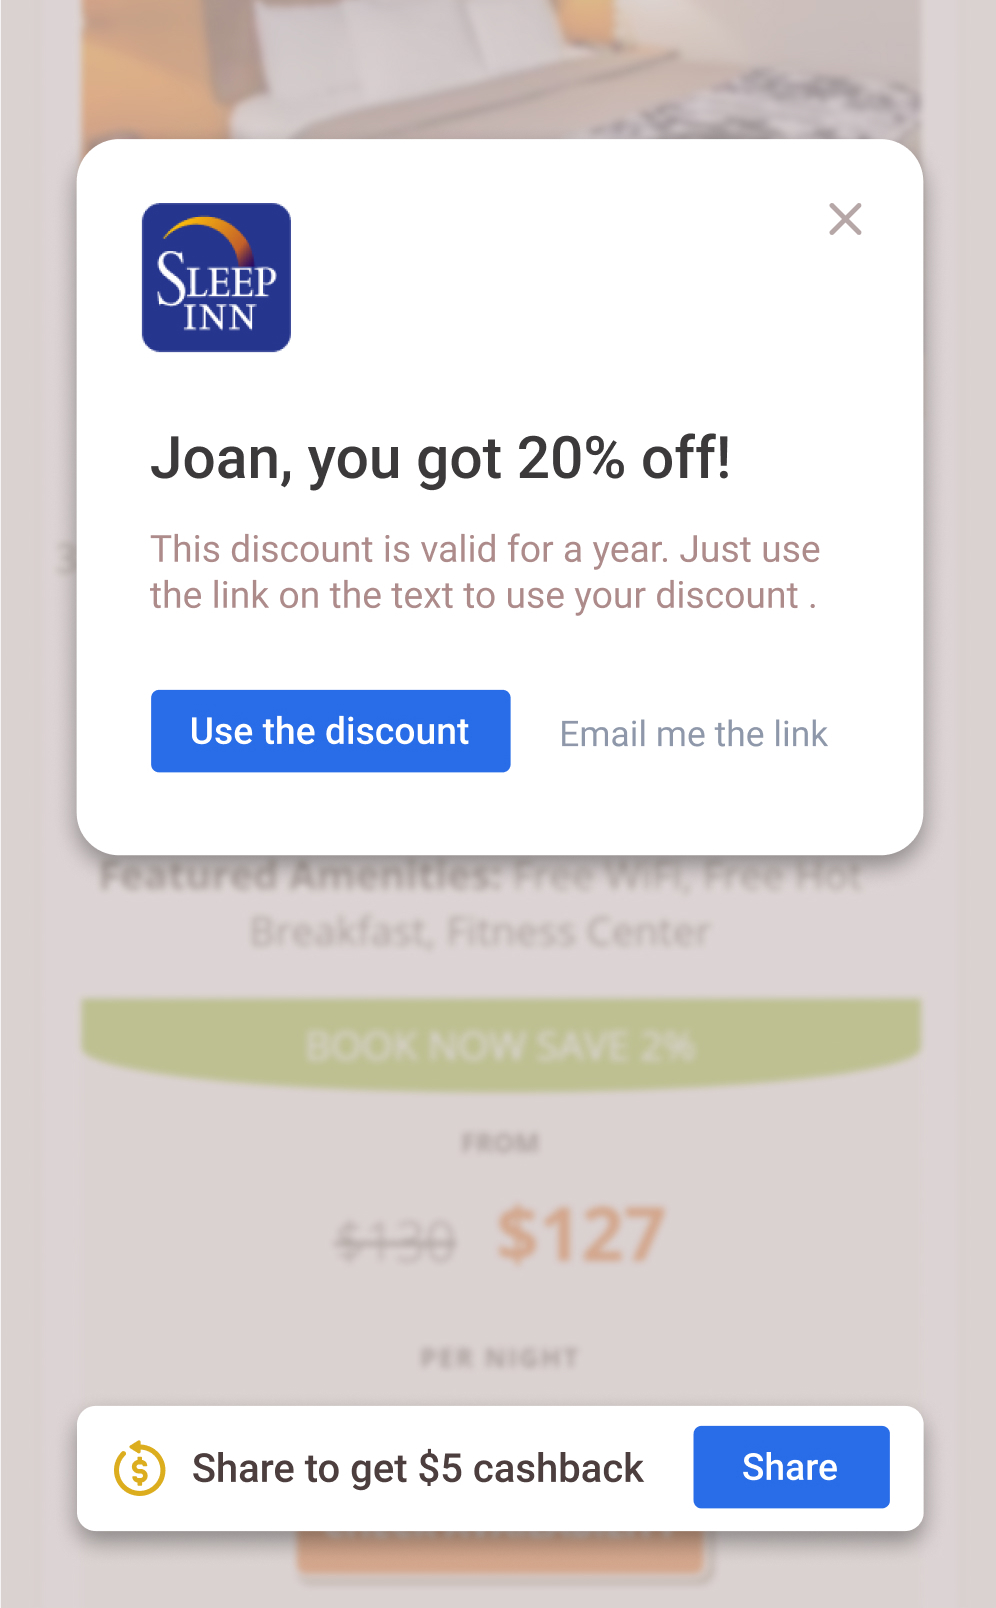 SLEEP
INN
Joan, you got 20% off!
3
This discount is valid for a year. Just use
the link on the text to use your discount .
Use the discount
Email me the link
Featured Amenities: Free WiFi, Free Hot
Breakfast, Fitness Center
BOOK NOW SAVE 2%
FROM
$130 $127
PER NIGHT
Share to get $5 cashback
Share